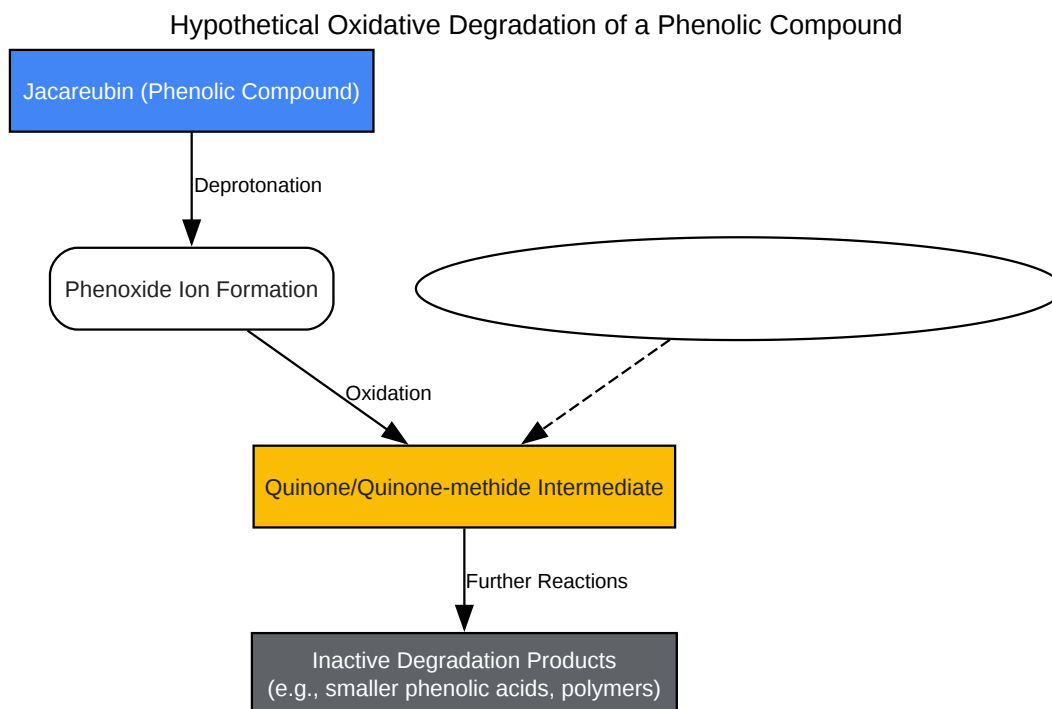 Hypothetical Oxidative Degradation of a Phenolic Compound
Jacareubin (Phenolic Compound)
Deprotonation
Phenoxide Ion Formation
Oxidation
Quinone/Quinone-methide Intermediate
Further Reactions
Inactive Degradation Products
(e.g., smaller phenolic acids, polymers)